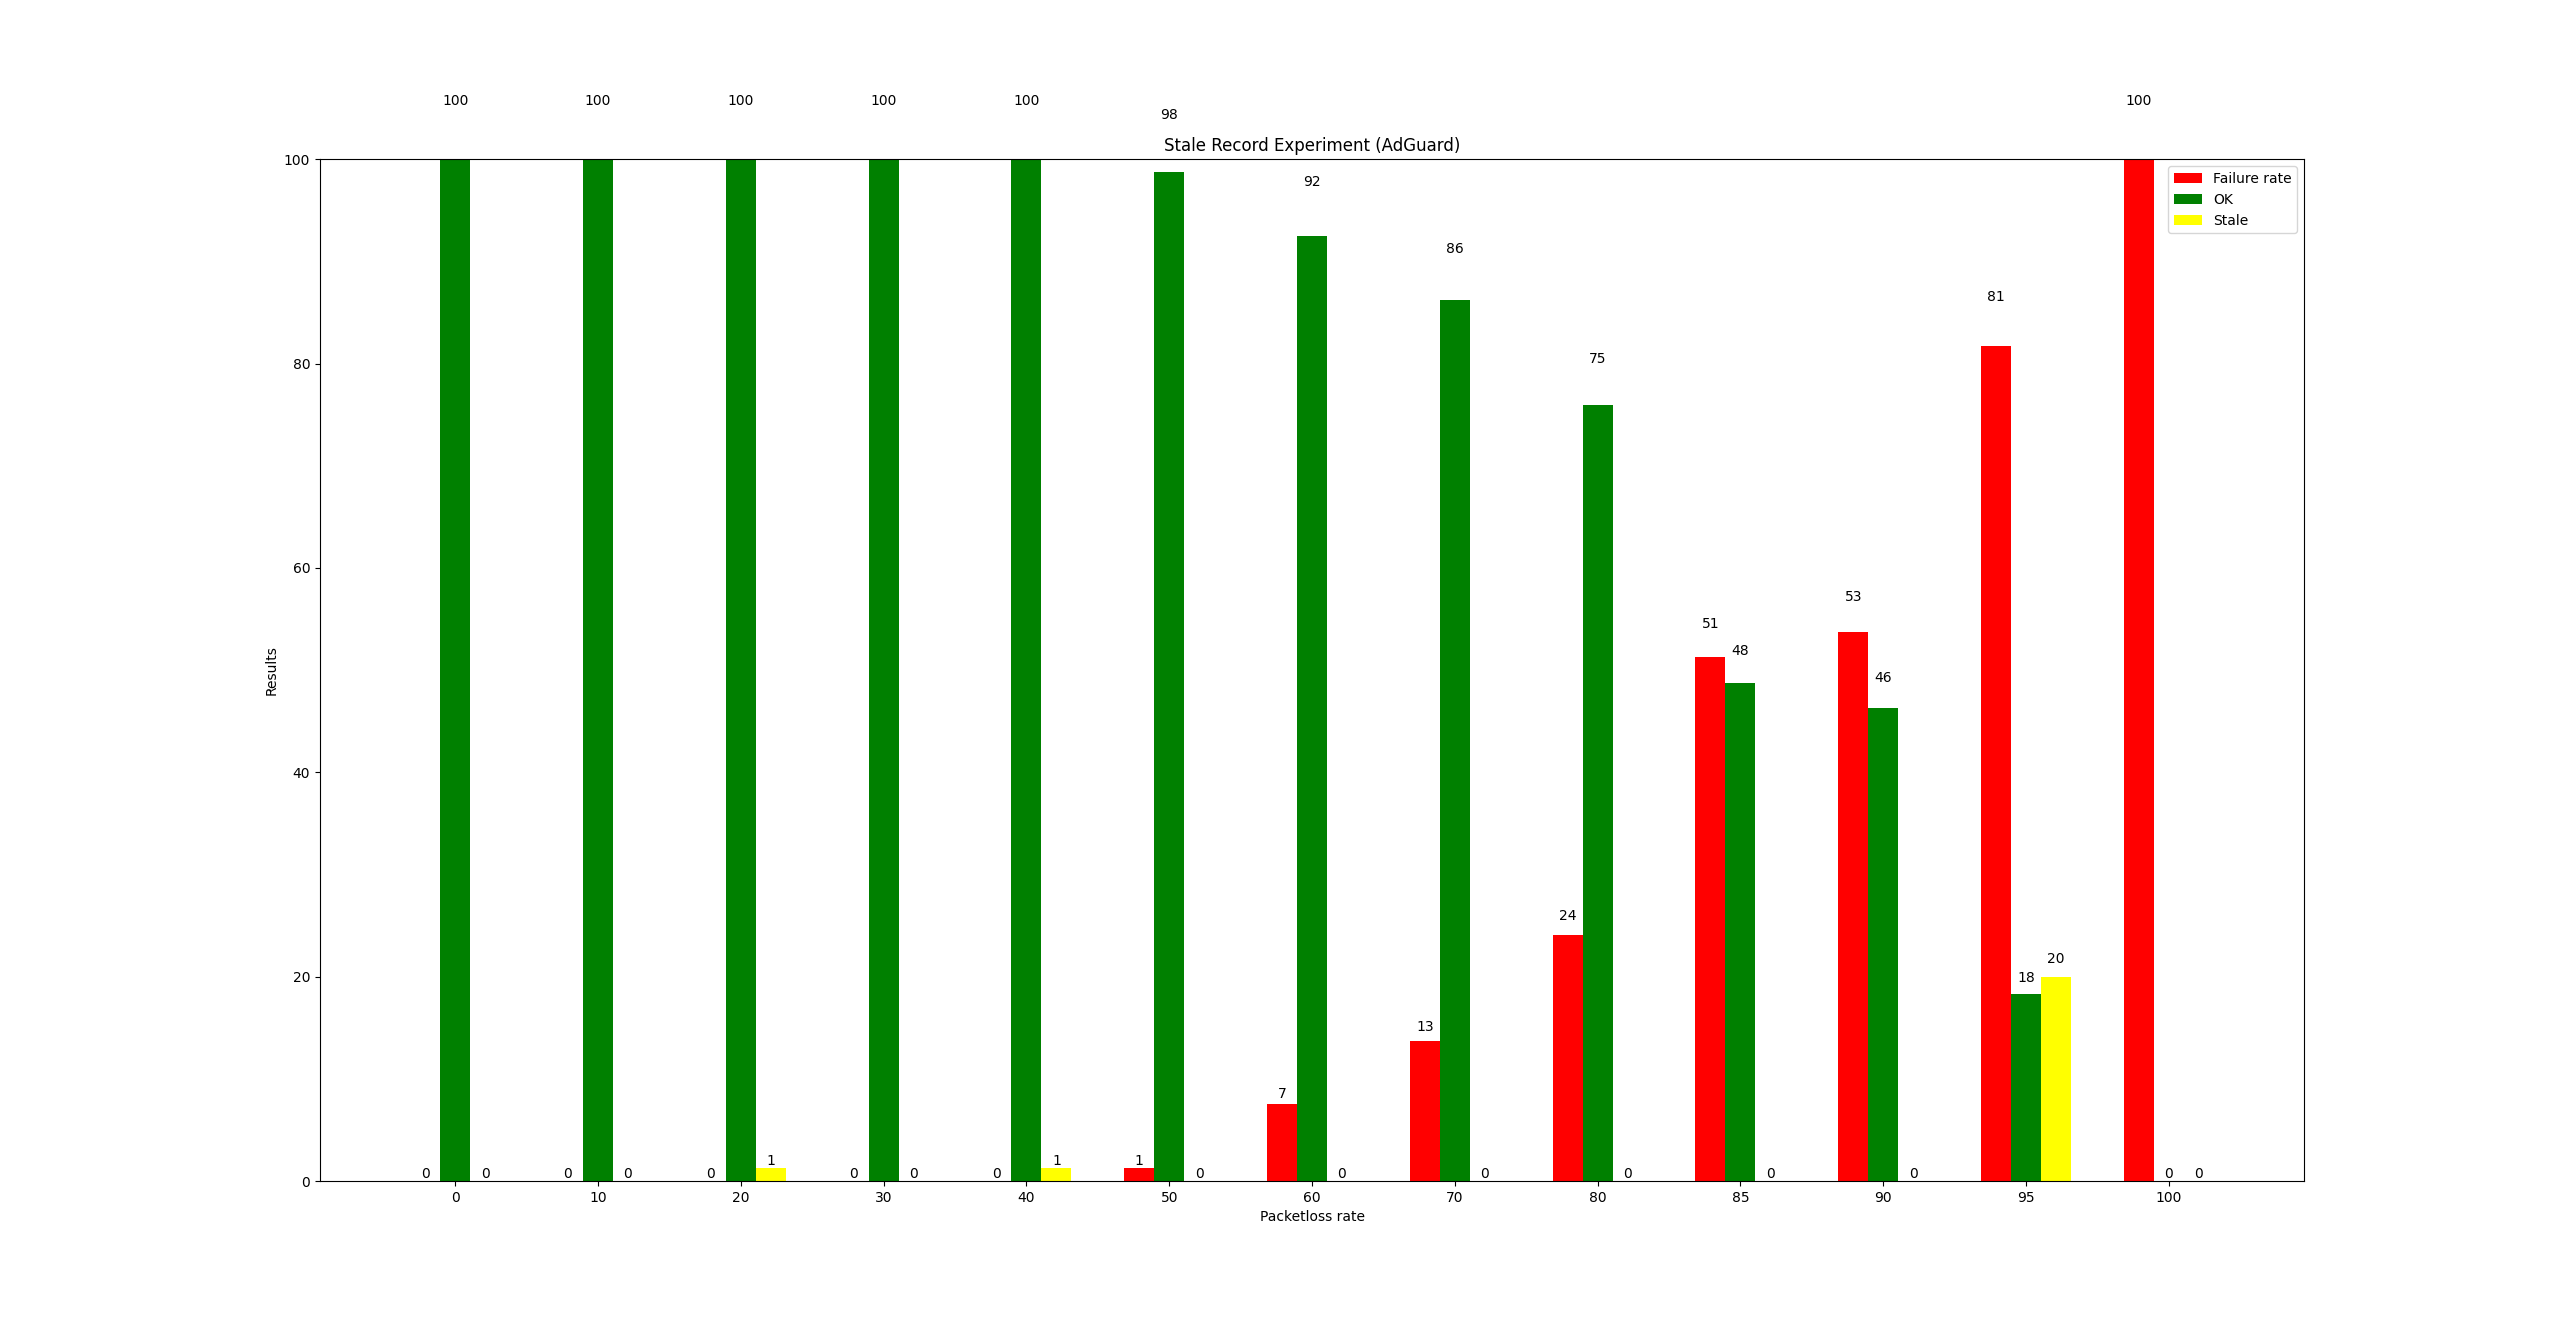 100 100 100 100 100 98 100
Stale Record Experiment (AdGuard)
Failure rate
OK
Stale
100
80
60
40
20
0
Results
92
86
81
75
53
51
48
46
24
20
18
13
7
0 0 0 0 0 1 0 0 0 1 0 1 0 0 0 0 0 0 0 0
0 10 20 30 40 50 60 70 80 85 90 95 100
Packetloss rate